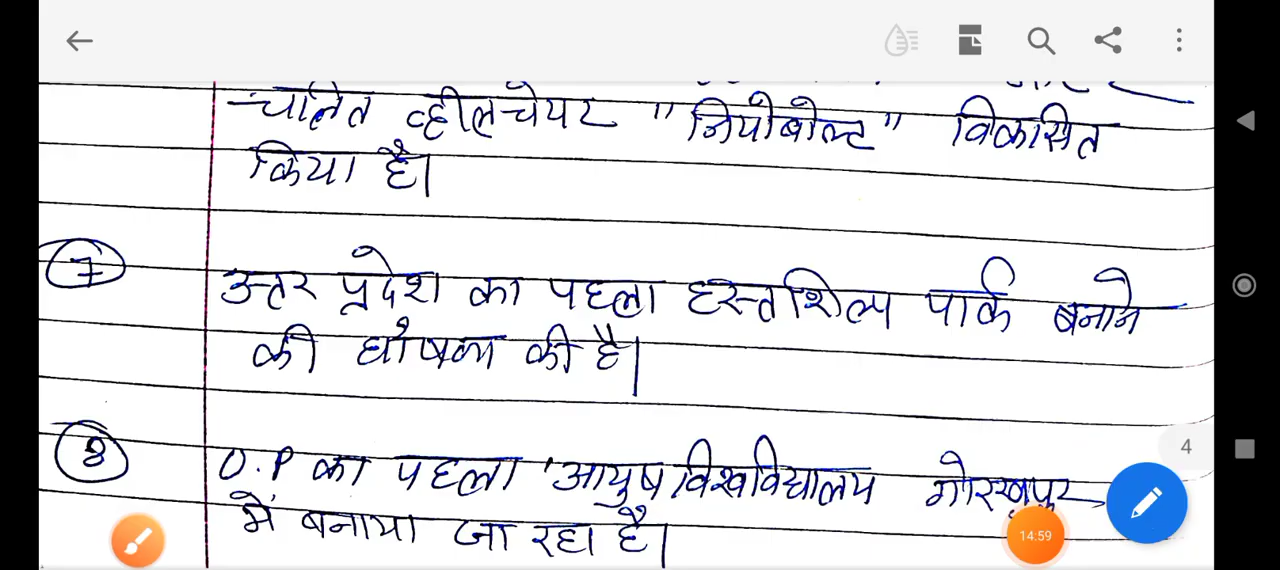 चालित व्हीलचेयर "नियोबोल्ट" विकसित
किया है।
7 उत्तर प्रदेश का पहला हस्तशिल्प पार्क बनाने
की घोषणा की है।
4
8 U.P का पहला 'आयुष विश्वविद्यालय गोरखपुर
में बनाया जा रहा है।
14.59